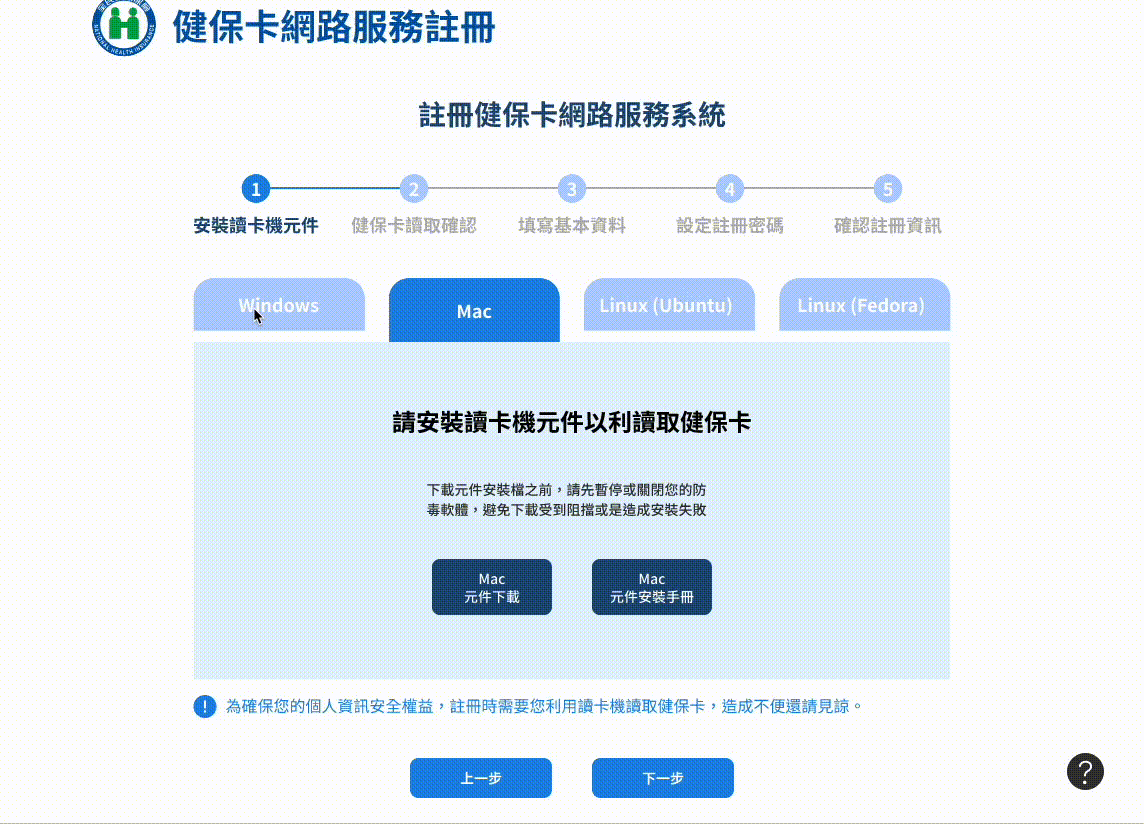 NATIONAL HEALTH INSURANCE
健保卡網路服務註冊
註冊健保卡網路服務系統
1 2 3 4 5
安裝讀卡機元件 健保卡讀取確認 填寫基本資料 設定註冊密碼 確認註冊資訊
Windows Mac Linux (Ubuntu) Linux (Fedora)
請安裝讀卡機元件以利讀取健保卡
下載元件安裝檔之前，請先暫停或關閉您的防
毒軟體，避免下載受到阻擋或是造成安裝失敗
Mac
元件下載
Mac
元件安裝手冊
! 為確保您的個人資訊安全權益，註冊時需要您利用讀卡機讀取健保卡，造成不便還請見諒。
上一步 下一步
?